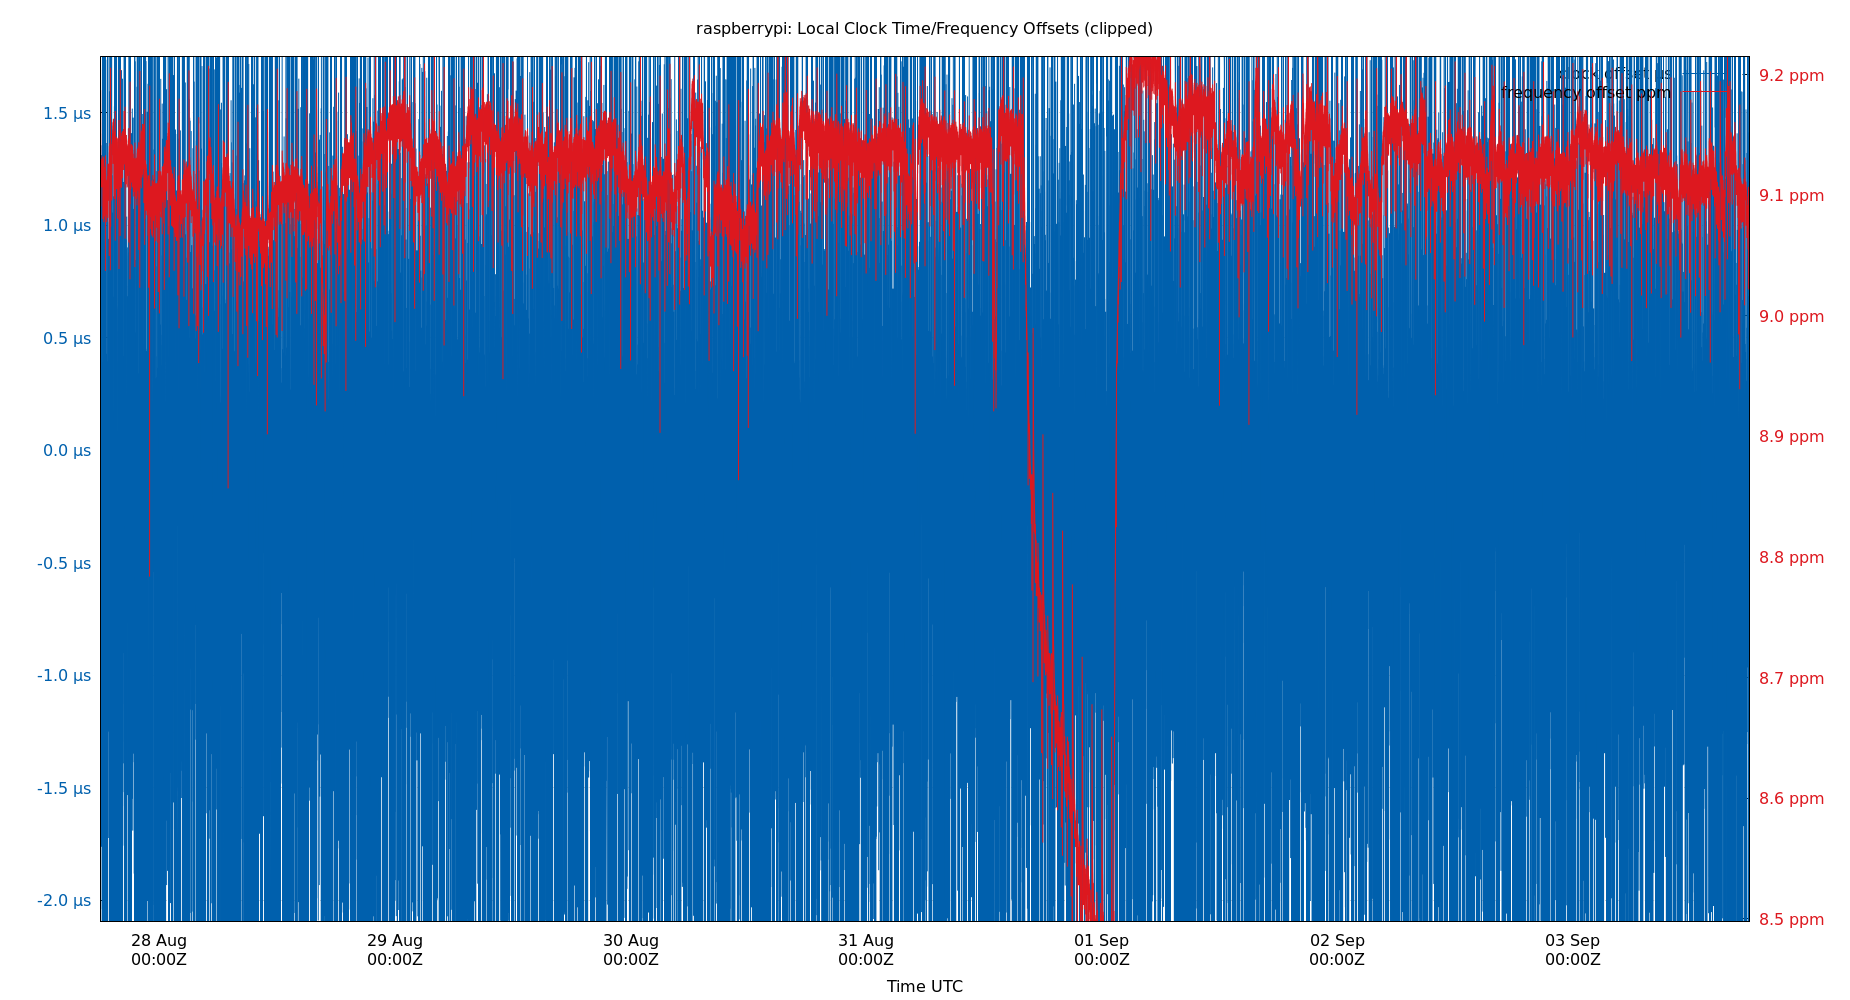 raspberrypi: Local Clock Time/Frequency Offsets (clipped)
clock offset µs
frequency offset ppm
1.5 µs
1.0 µs
0.5 µs
0.0 µs
-0.5 µs
-1.0 µs
-1.5 µs
-2.0 µs
9.2 ppm
9.1 ppm
9.0 ppm
8.9 ppm
8.8 ppm
8.7 ppm
8.6 ppm
8.5 ppm
28 Aug
00:00Z
29 Aug
00:00Z
30 Aug
00:00Z
31 Aug
00:00Z
01 Sep
00:00Z
02 Sep
00:00Z
03 Sep
00:00Z
Time UTC